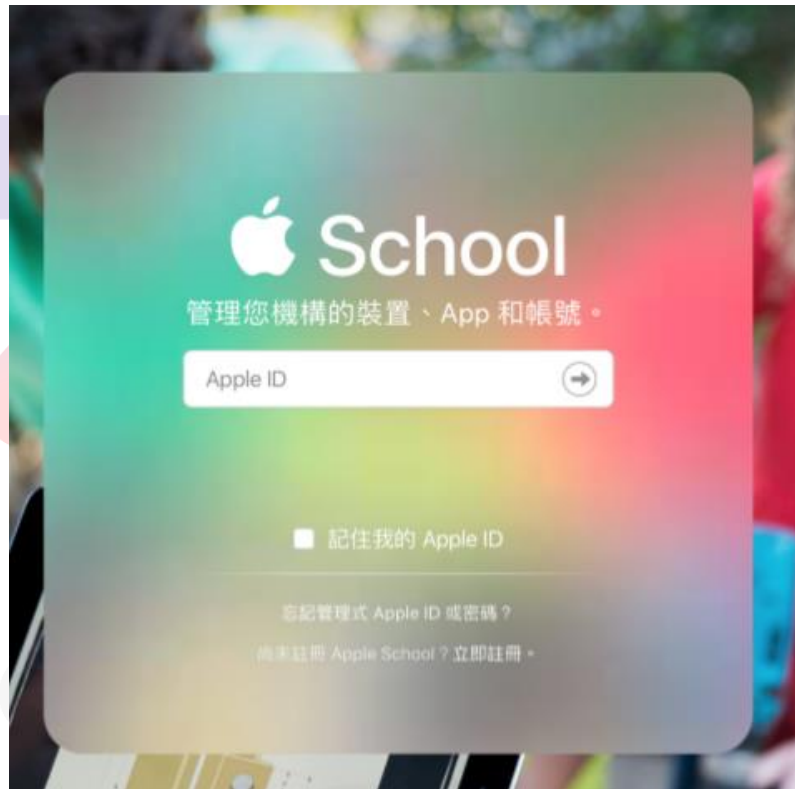 School
管理您機構的裝置、App 和帳號。
Apple ID
記住我的 Apple ID
忘記管理式 Apple ID 或密碼？
尚未註冊 Apple School？立即註冊。